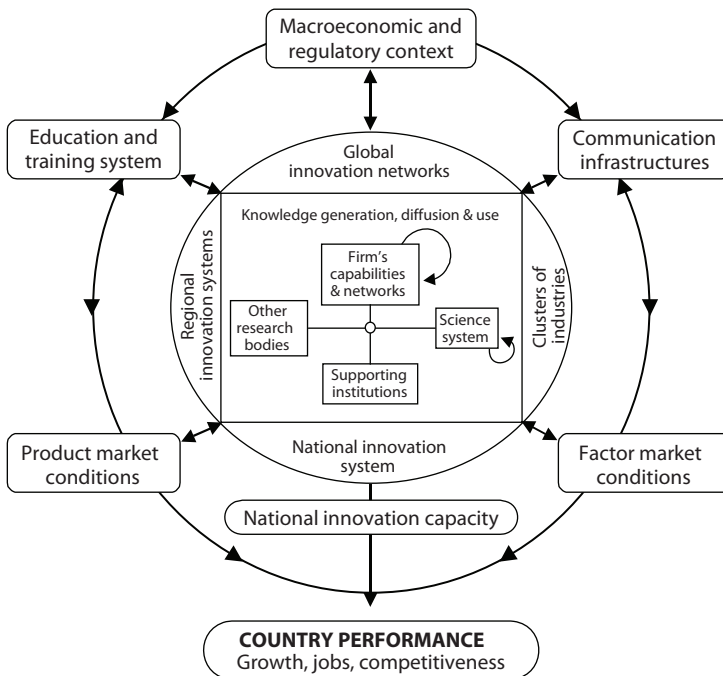 Macroeconomic and
regulatory context
Education and
training system
Communication
infrastructures
Global
innovation networks
Regional
innovation systems
Knowledge generation, diffusion & use
Firm's
capabilities
& networks
Other
research
bodies
Science
system
Supporting
institutions
Clusters of
industries
Product market
conditions
National innovation
system
Factor market
conditions
National innovation capacity
COUNTRY PERFORMANCE
Growth, jobs, competitiveness